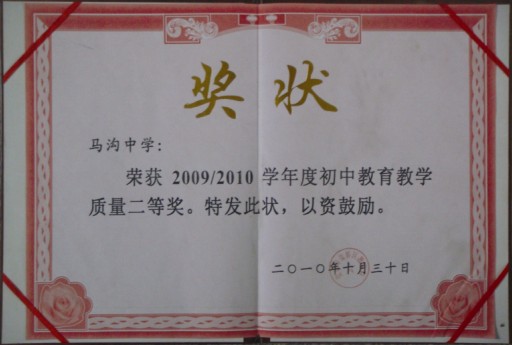 奖状
马沟中学:
荣获 2009/2010 学年度初中教育教学
质量二等奖。特发此状，以资鼓励。
二〇一〇年十月三十日